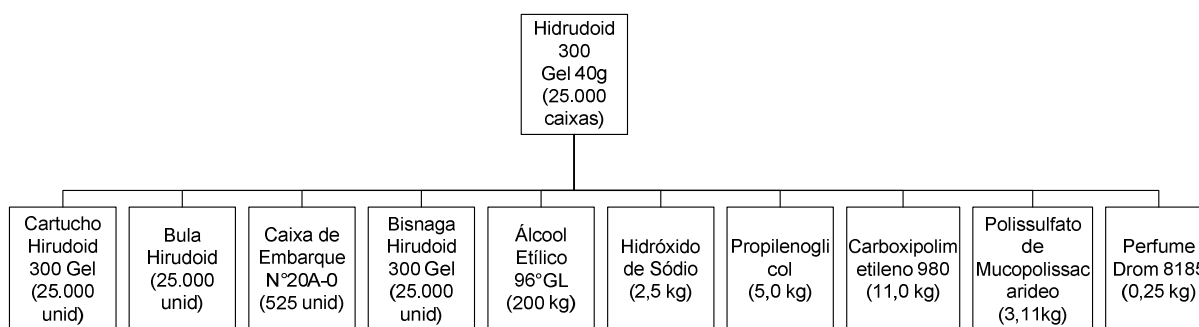 Hidrudoid
300
Gel 40g
(25.000
caixas)
Cartucho
Hirudoid
300 Gel
(25.000
unid)
Bula
Hirudoid
(25.000
unid)
Caixa de
Embarque
N°20A-0
(525 unid)
Bisnaga
Hirudoid
300 Gel
(25.000
unid)
Álcool
Etílico
96°GL
(200 kg)
Hidróxido
de Sódio
(2,5 kg)
Propilenogli
col
(5,0 kg)
Carboxipolim
etileno 980
(11,0 kg)
Polissulfato
de
Mucopolissac
arideo
(3,11kg)
Perfume
Drom 8185
(0,25 kg)